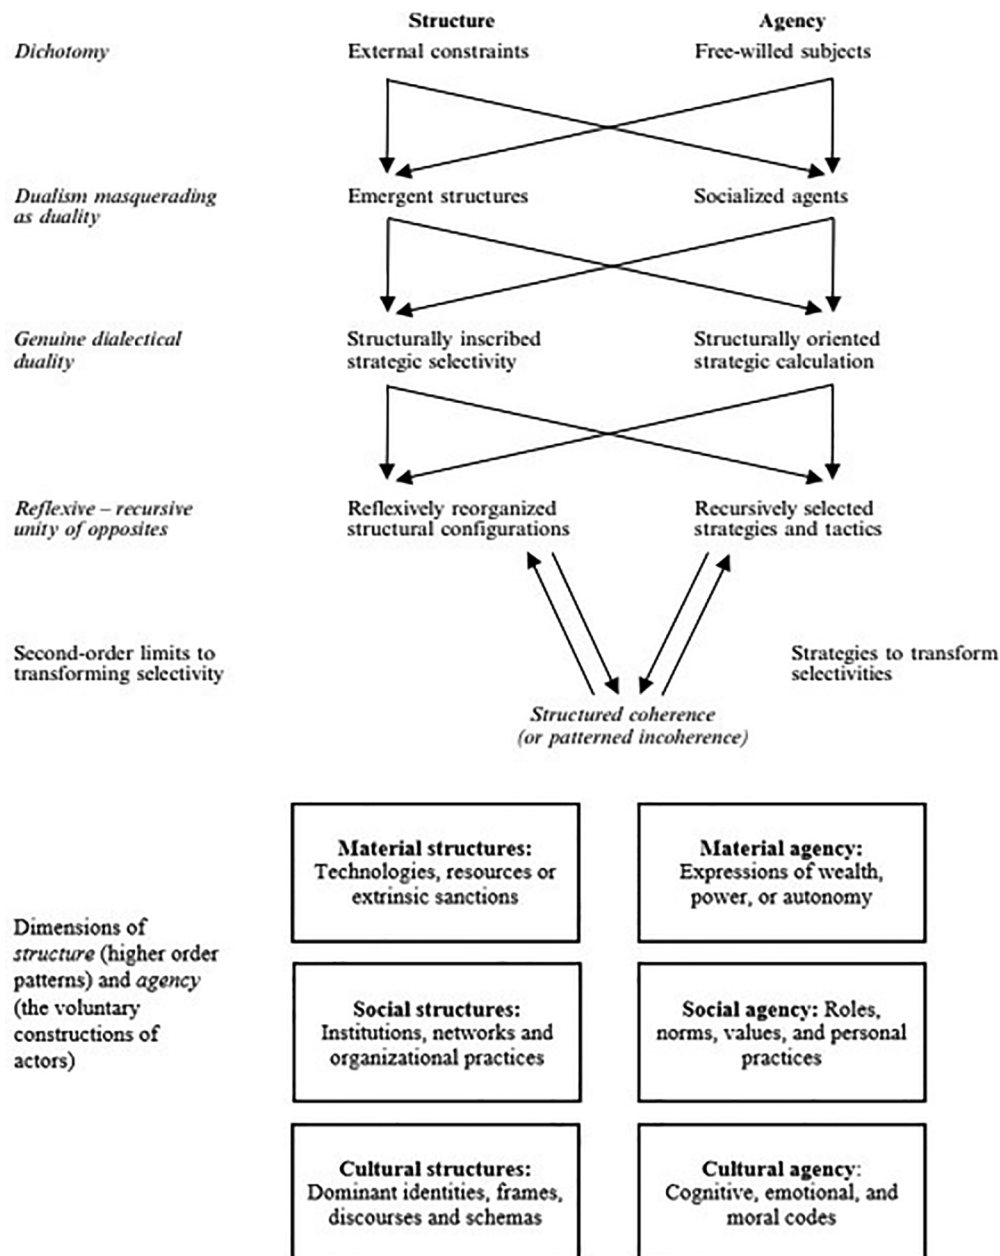 Structure
Agency
Dichotomy
External constraints
Free-willed subjects
Dualism masquerading
as duality
Emergent structures
Socialized agents
Genuine dialectical
duality
Structurally inscribed
strategic selectivity
Structurally oriented
strategic calculation
Reflexive – recursive
unity of opposites
Reflexively reorganized
structural configurations
Recursively selected
strategies and tactics
Second-order limits to
transforming selectivity
Strategies to transform
selectivities
Structured coherence
(or patterned incoherence)
Dimensions of
structure (higher order
patterns) and agency
(the voluntary
constructions of
actors)
Material structures:
Technologies, resources or
extrinsic sanctions
Material agency:
Expressions of wealth,
power, or autonomy
Social structures:
Institutions, networks and
organizational practices
Social agency: Roles,
norms, values, and personal
practices
Cultural structures:
Dominant identities, frames,
discourses and schemas
Cultural agency:
Cognitive, emotional, and
moral codes